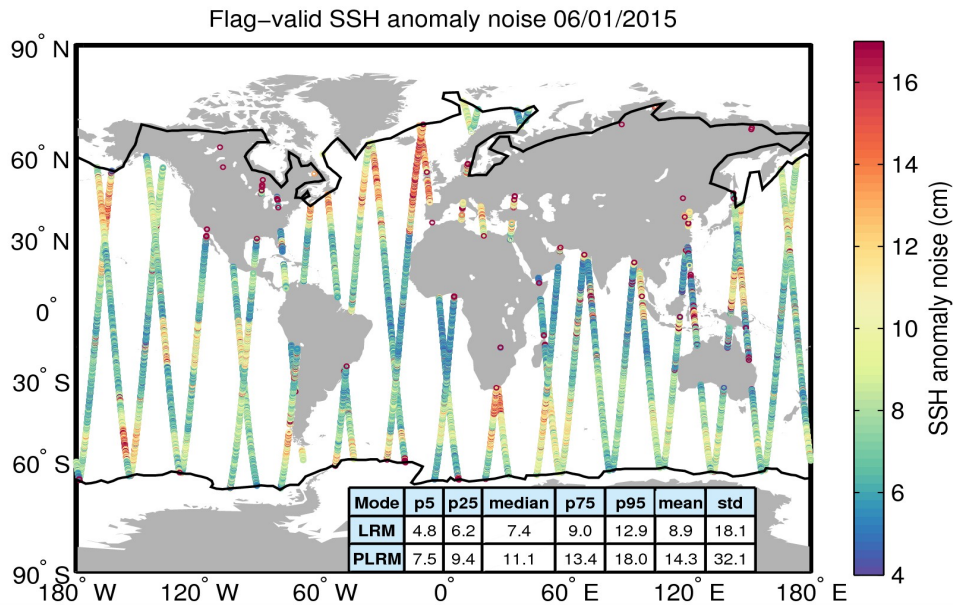 Flag−valid SSH anomaly noise 06/01/2015
90° N
60° N
30° N
0°
30° S
60° S
90° S
180° W
120° W
60° W
0°
60° E
120° E
180° E
Mode p5 p25 median p75 p95 mean std
LRM 4.8 6.2 7.4 9.0 12.9 8.9 18.1
PLRM 7.5 9.4 11.1 13.4 18.0 14.3 32.1
16
14
12
10
8
6
4
SSH anomaly noise (cm)